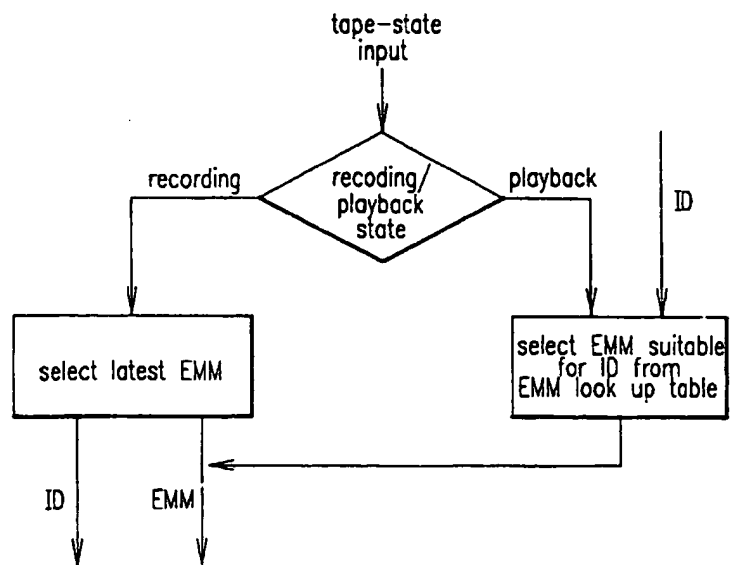 tape-state
input
recording
recoding/
playback
state
playback
ID
select latest EMM
select EMM suitable
for ID from
EMM look up table
ID
EMM